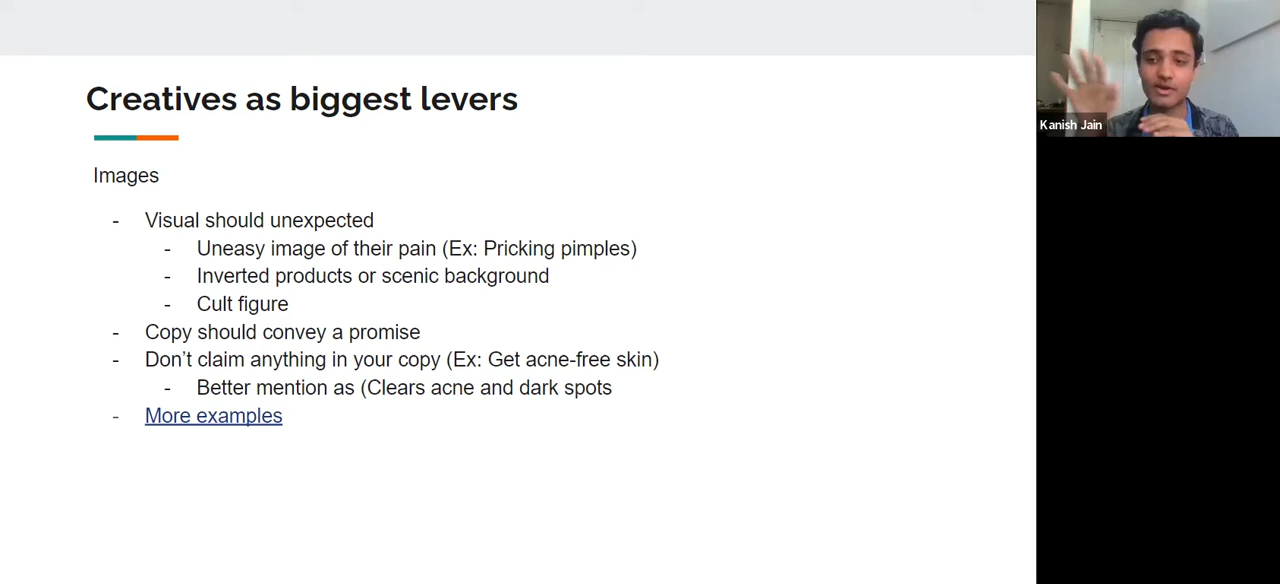 Creatives as biggest levers
Images
- Visual should unexpected
- Uneasy image of their pain (Ex: Pricking pimples)
- Inverted products or scenic background
- Cult figure
- Copy should convey a promise
- Don’t claim anything in your copy (Ex: Get acne-free skin)
- Better mention as (Clears acne and dark spots
- More examples
Kanish Jain